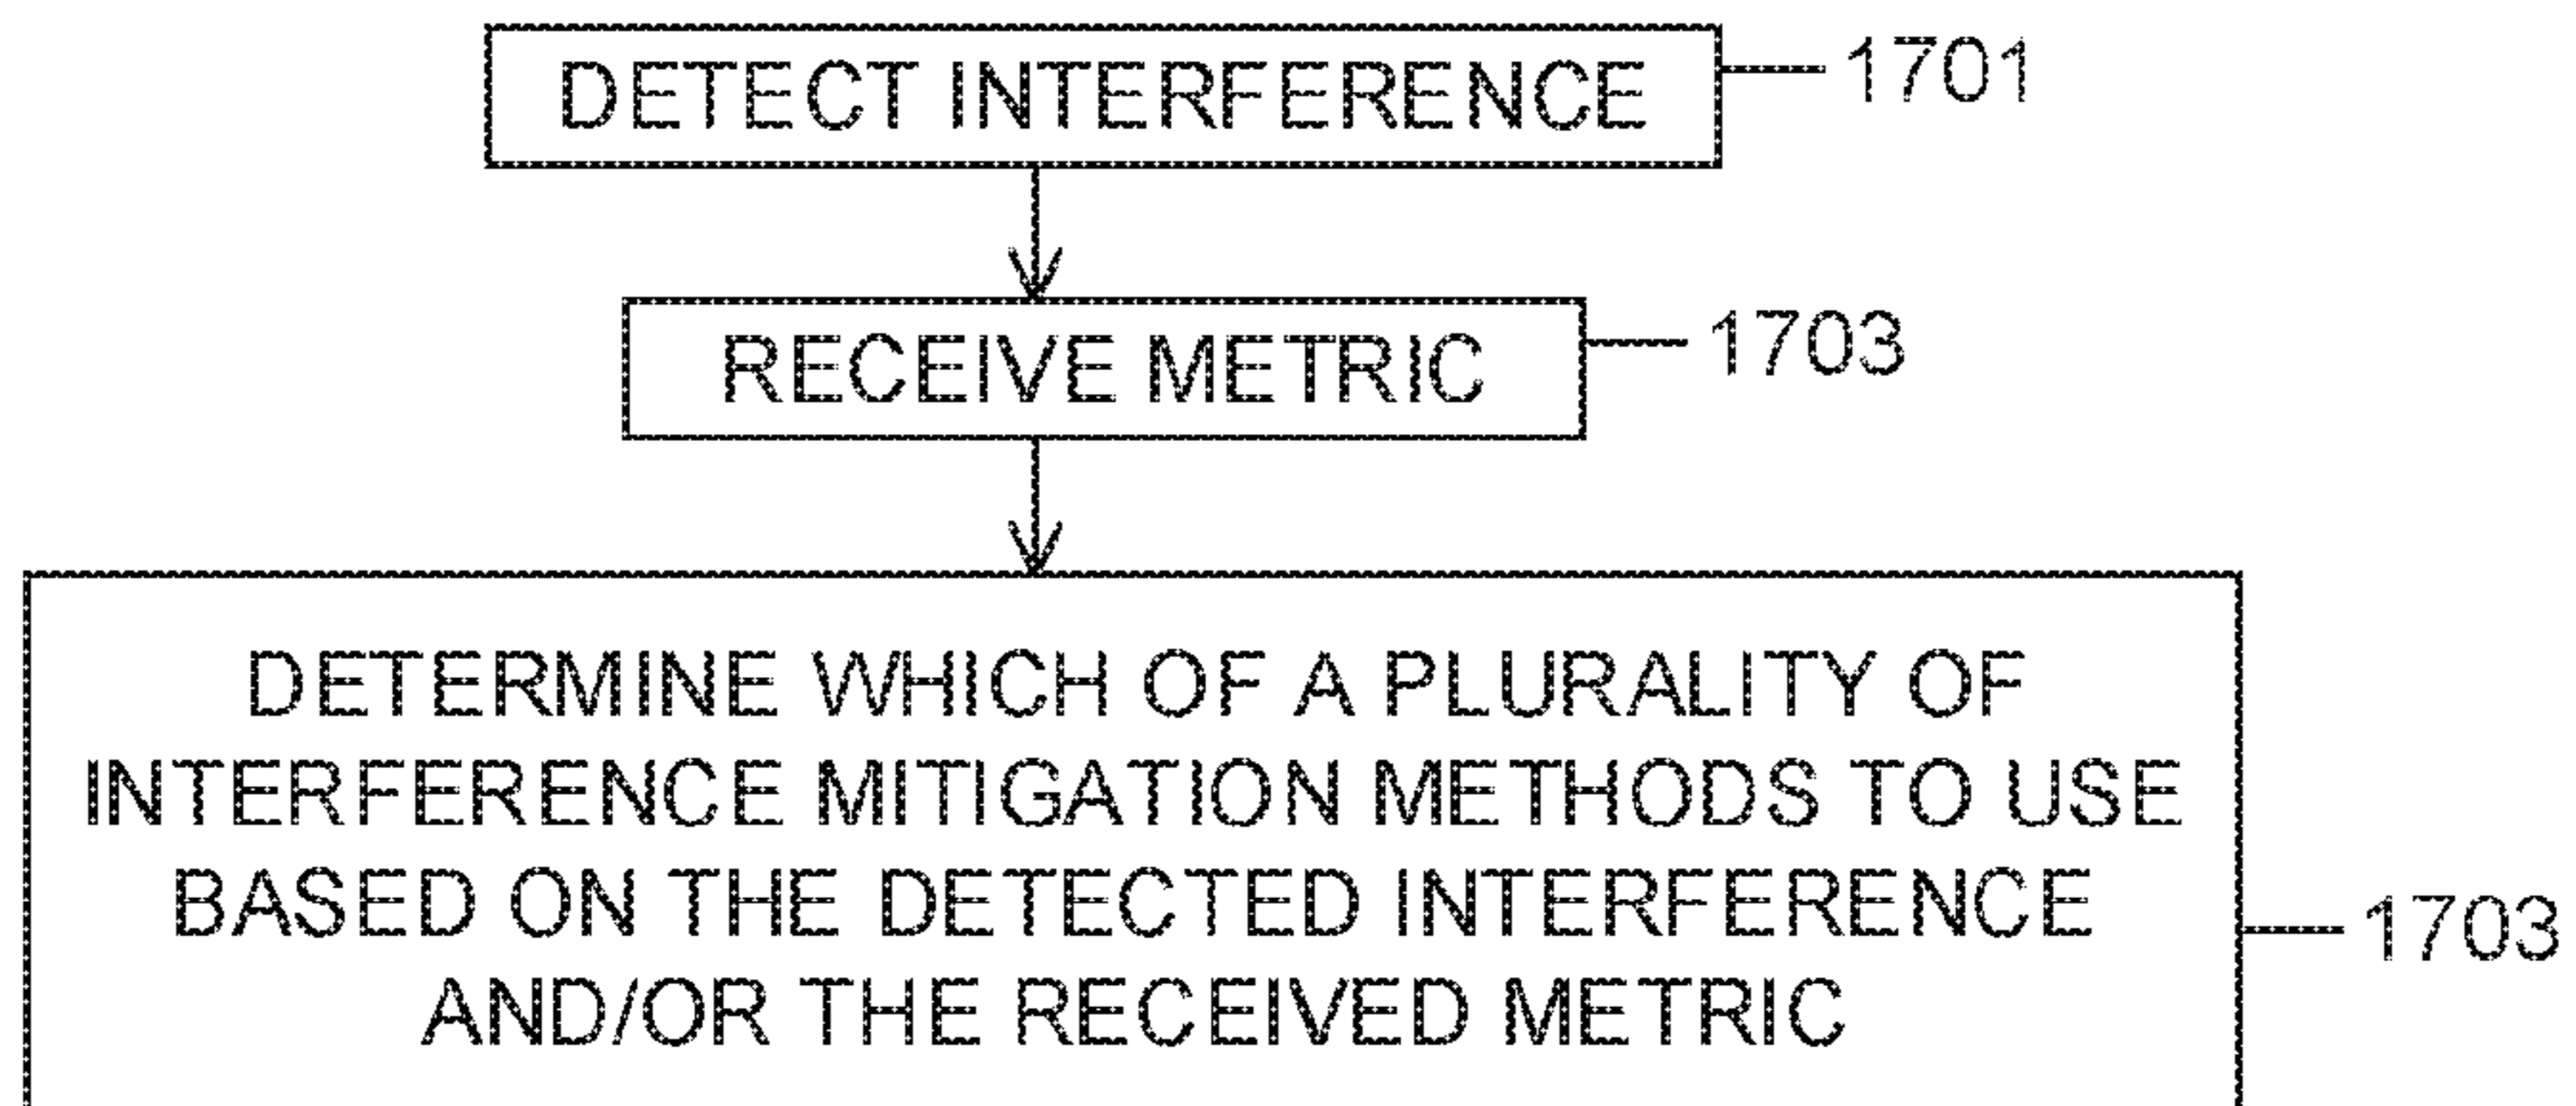 DETECT INTERFERENCE
1701
RECEIVE METRIC
1703
DETERMINE WHICH OF A PLURALITY OF
INTERFERENCE MITIGATION METHODS TO USE
BASED ON THE DETECTED INTERFERENCE
AND/OR THE RECEIVED METRIC
1703